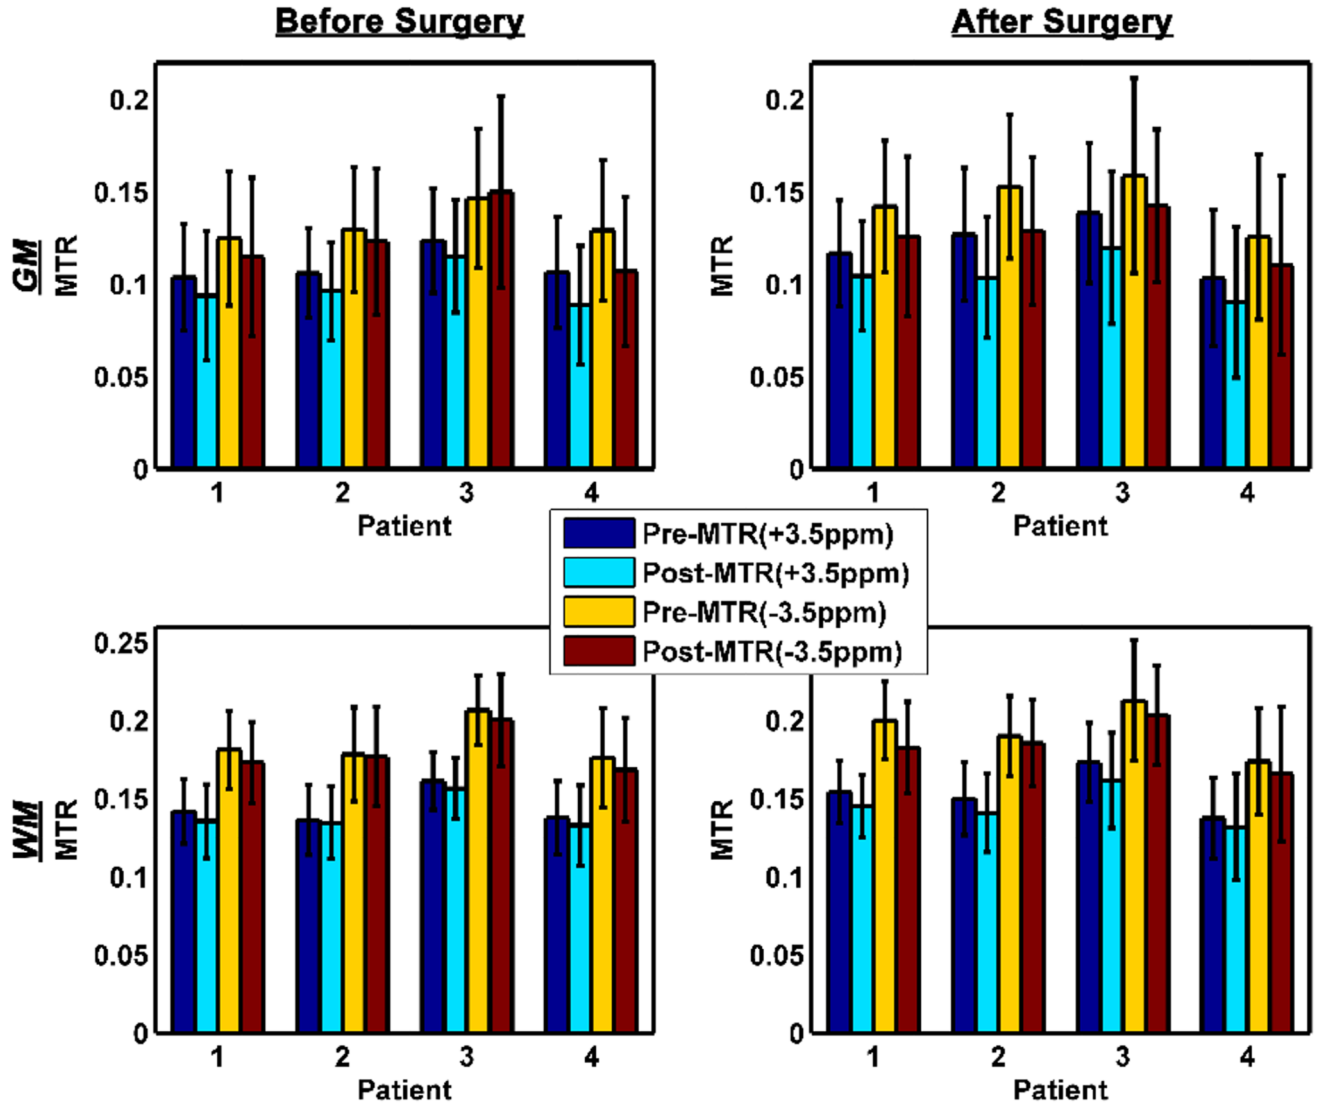 Before Surgery
After Surgery
GM
MTR
0.2
0.15
0.1
0.05
0
1 2 3 4
Patient
MTR
0.2
0.15
0.1
0.05
0
1 2 3 4
Patient
Pre-MTR(+3.5ppm)
Post-MTR(+3.5ppm)
Pre-MTR(-3.5ppm)
Post-MTR(-3.5ppm)
WM
MTR
0.25
0.2
0.15
0.1
0.05
0
1 2 3 4
Patient
MTR
0.2
0.15
0.1
0.05
0
1 2 3 4
Patient